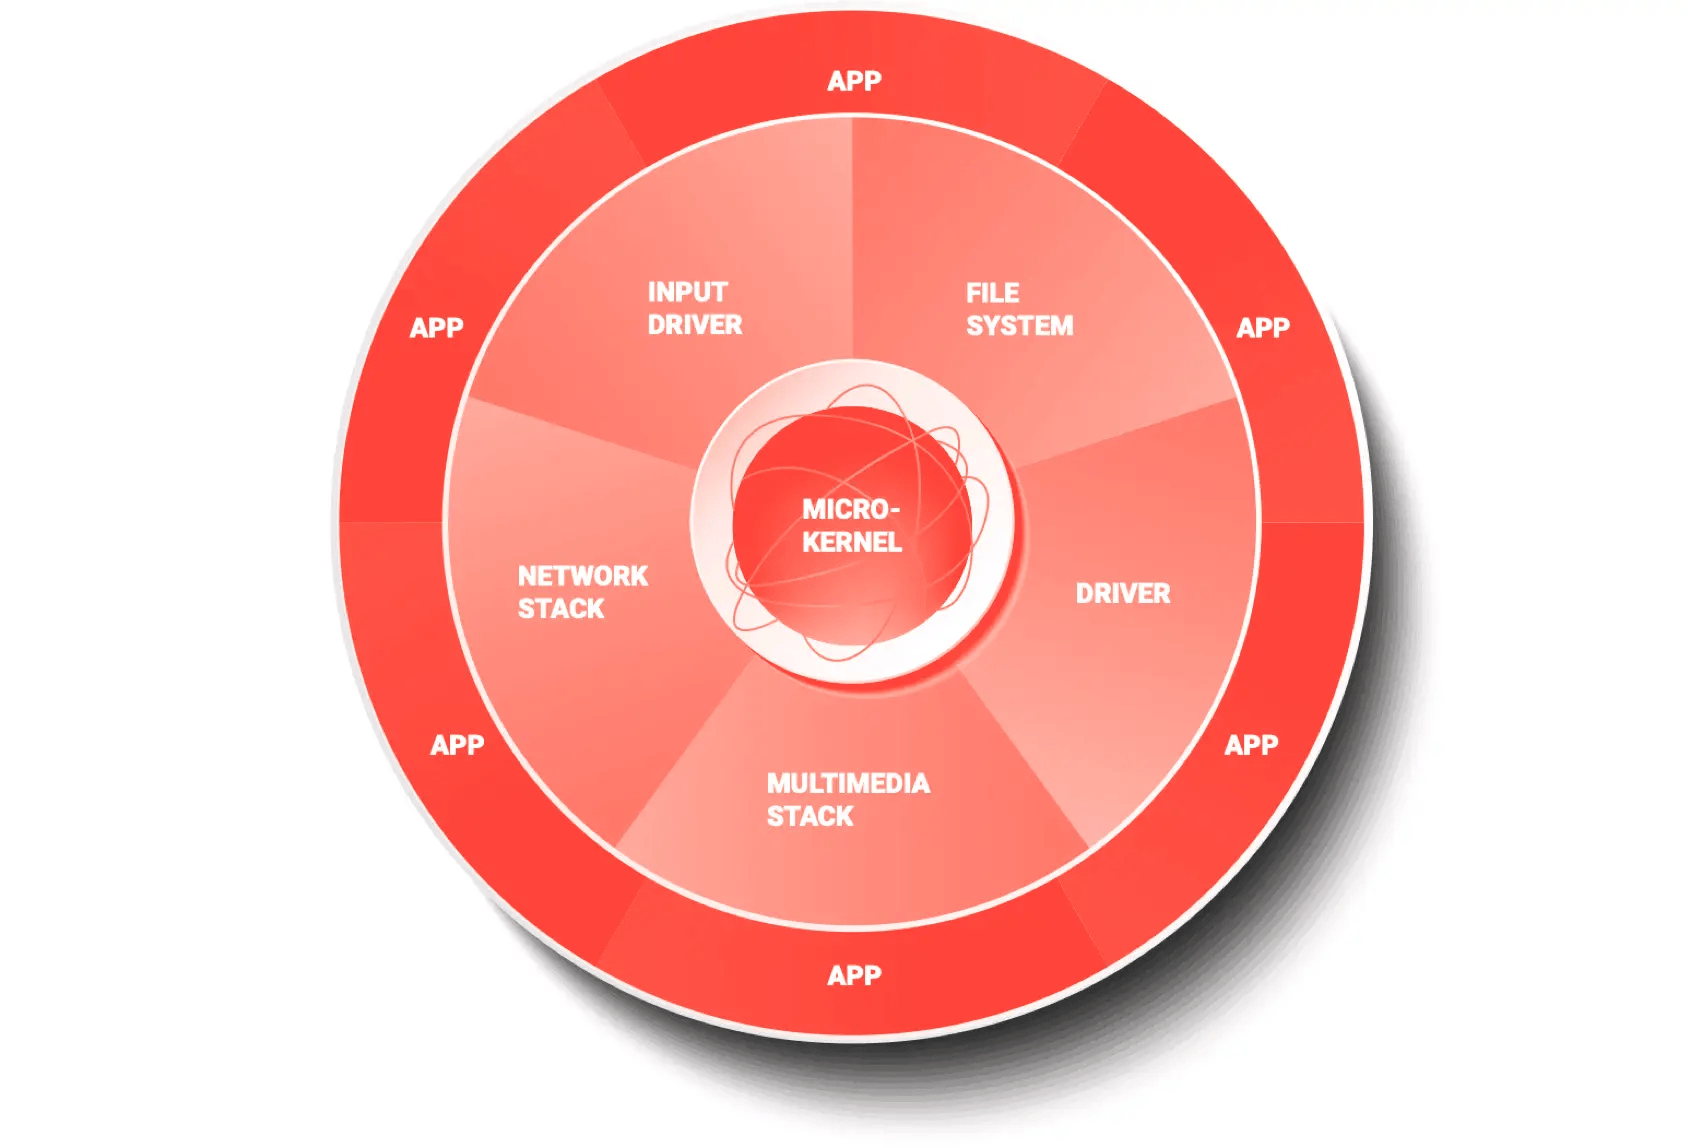 APP
INPUT
DRIVER
FILE
SYSTEM
APP
APP
MICRO-
KERNEL
NETWORK
STACK
DRIVER
APP
APP
MULTIMEDIA
STACK
APP